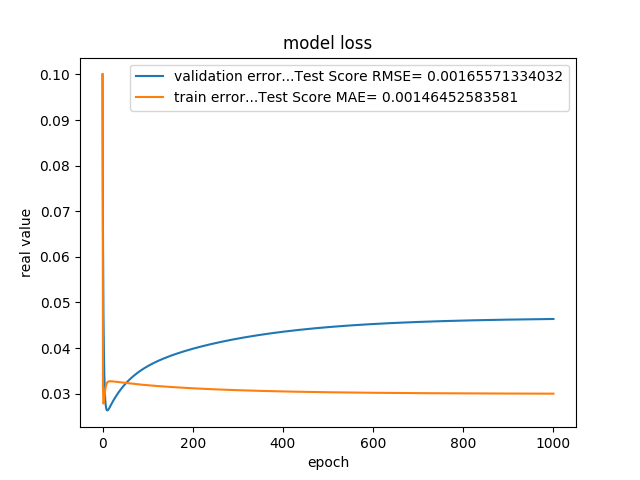 model loss
validation error...Test Score RMSE= 0.00165571334032
train error...Test Score MAE= 0.00146452583581
real value
0.10
0.09
0.08
0.07
0.06
0.05
0.04
0.03
0 200 400 600 800 1000
epoch